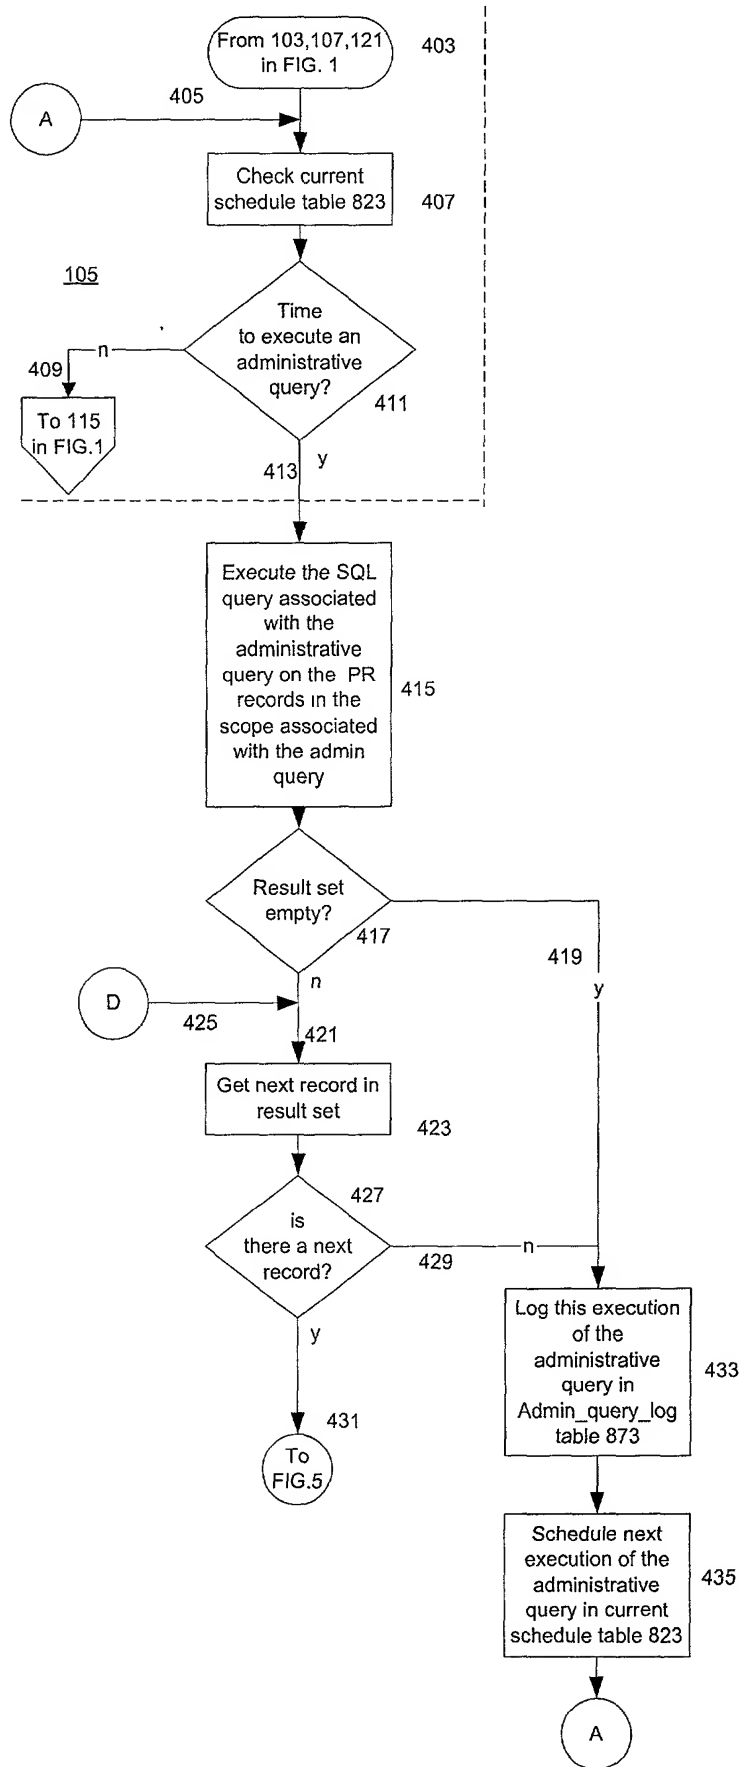 From 103,107,121
in FIG. 1
403
405
A
Check current
schedule table 823
407
105
Time
to execute an
administrative
query?
n
409
411
To 115
in FIG.1
413
y
Execute the SQL
query associated
with the
administrative
query on the PR
records in the
scope associated
with the admin
query
415
Result set
empty?
417
419
y
n
D
425
421
Get next record in
result set
423
427
is
there a next
record?
n
429
y
Log this execution
of the
administrative
query in
Admin_query_log
table 873
433
431
To
FIG.5
Schedule next
execution of the
administrative
query in current
schedule table 823
435
A